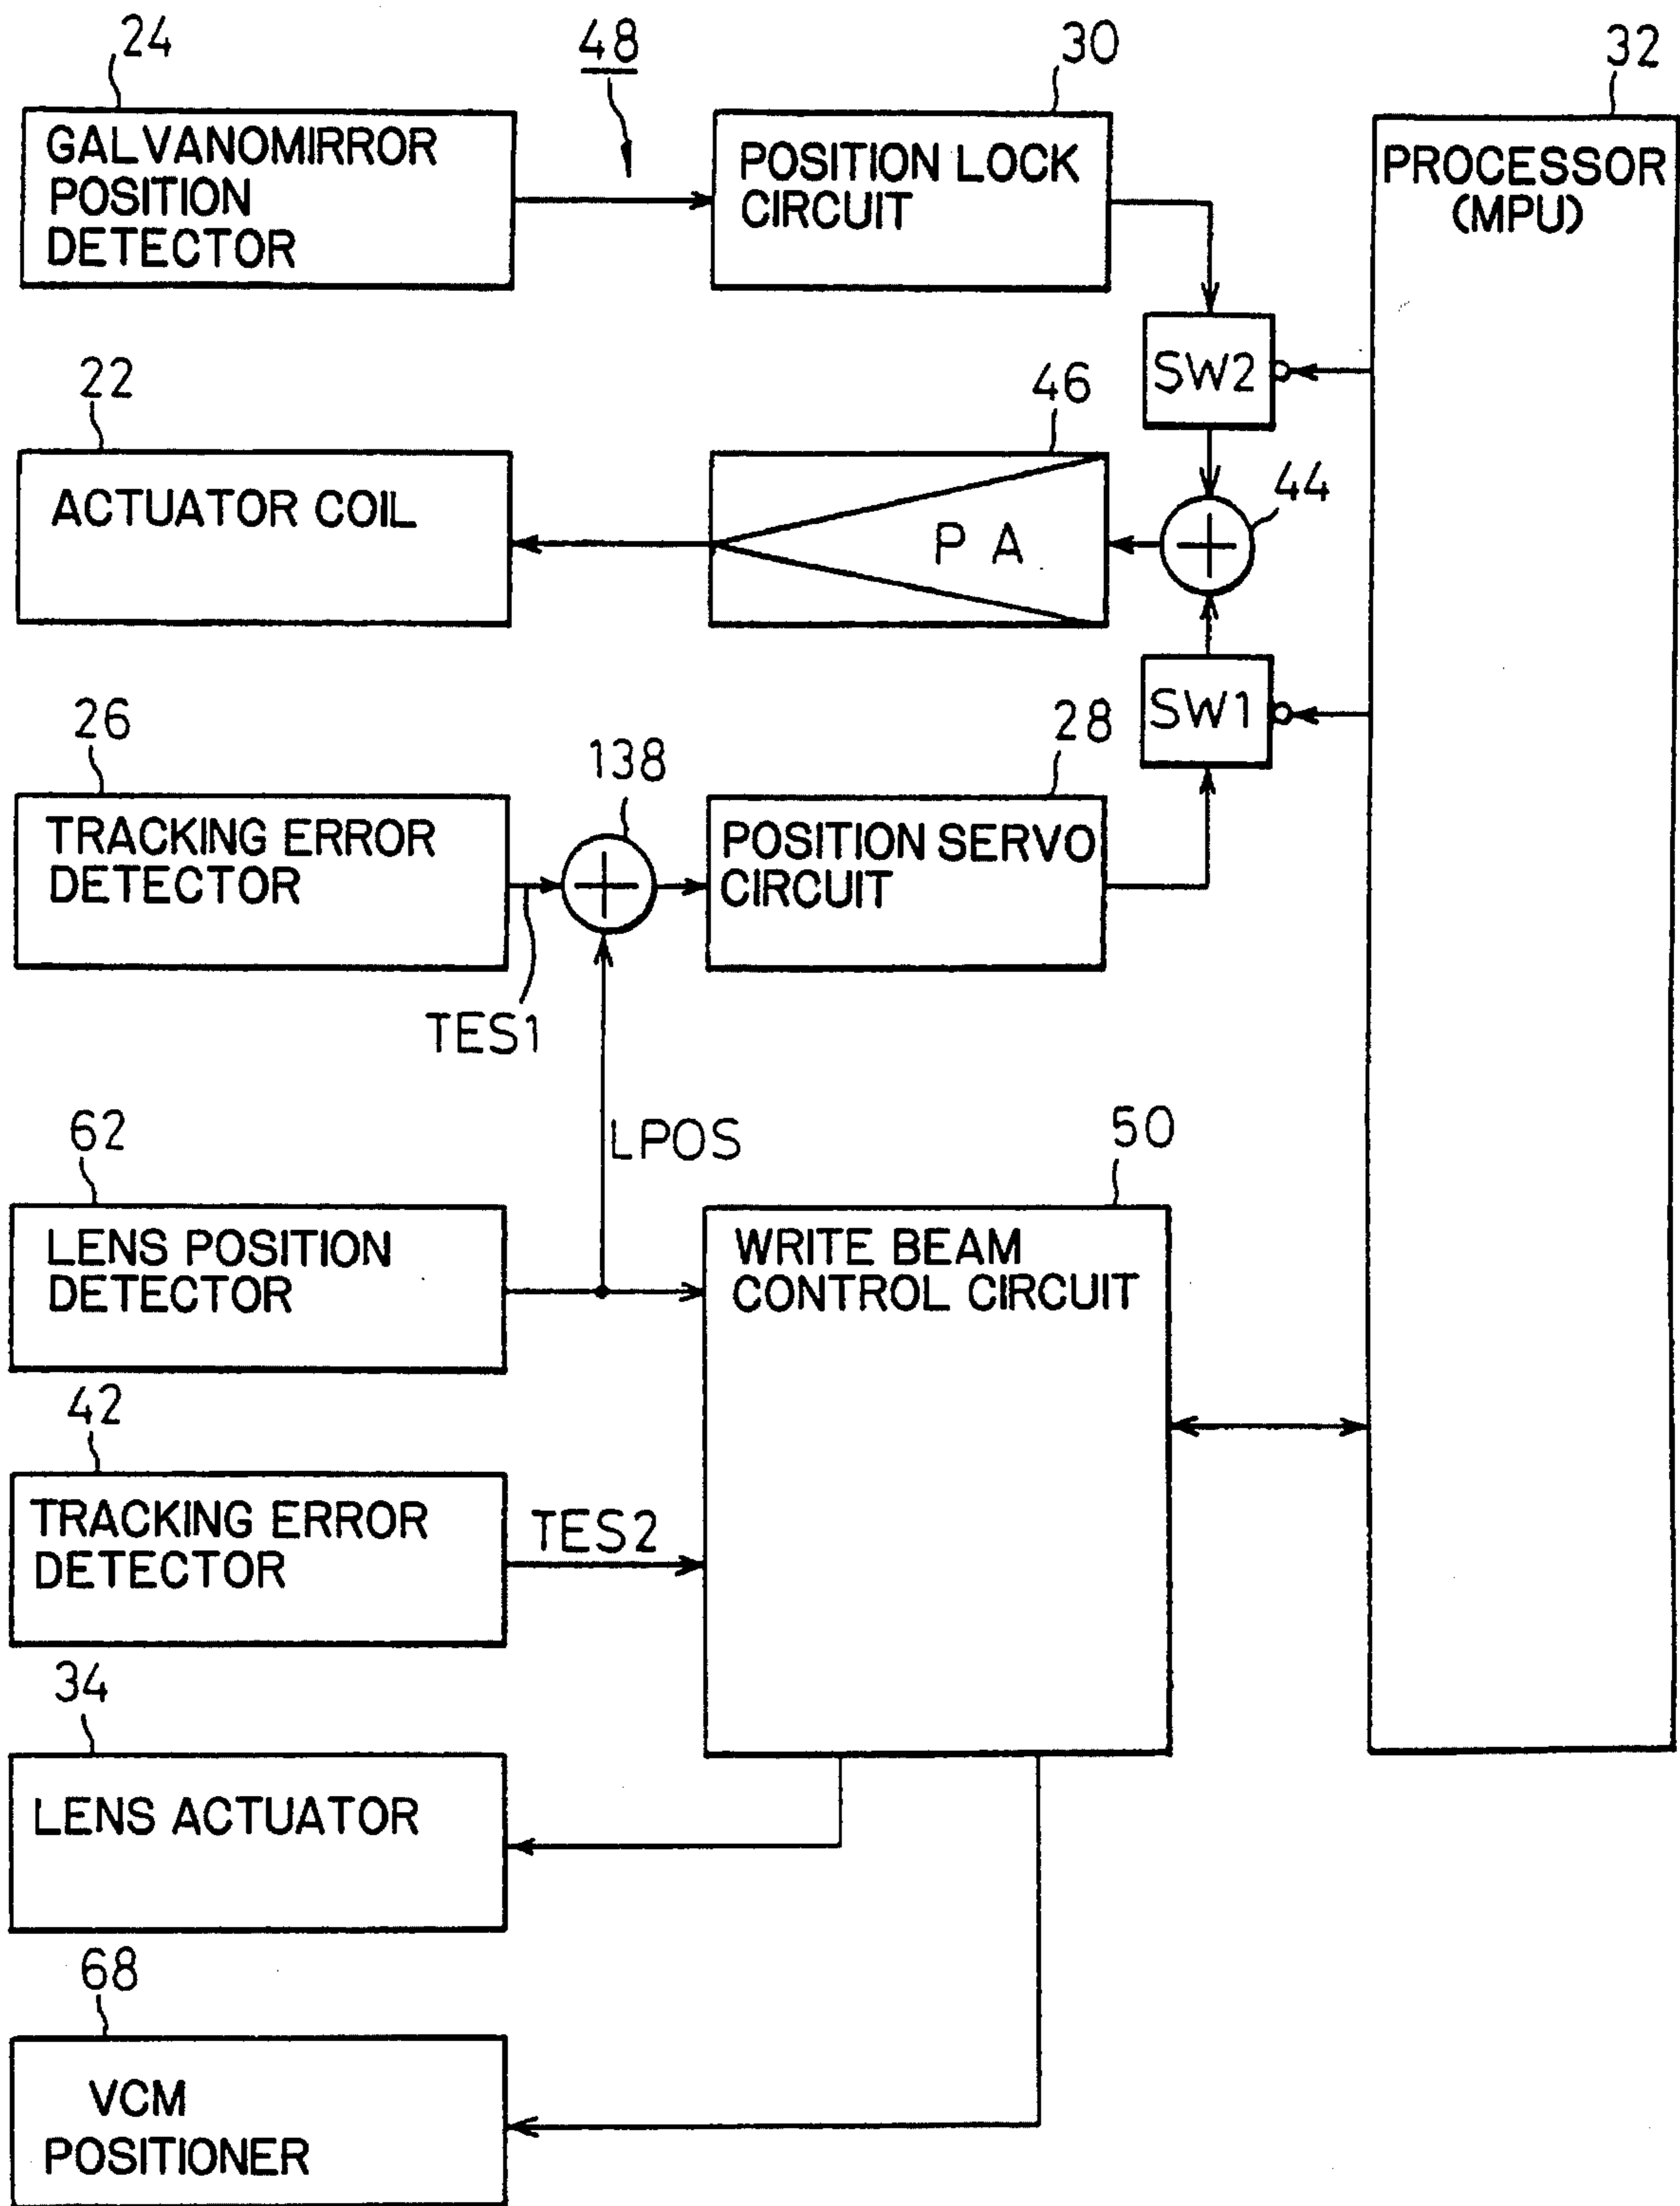 24
48
30
32
GALVANOMIRROR
POSITION
DETECTOR
POSITION LOCK
CIRCUIT
PROCESSOR
(MPU)
SW2
22
46
44
ACTUATOR COIL
P A
SW1
26
138
28
TRACKING ERROR
DETECTOR
POSITION SERVO
CIRCUIT
TES1
62
LPOS
50
LENS POSITION
DETECTOR
WRITE BEAM
CONTROL CIRCUIT
42
TRACKING ERROR
DETECTOR
TES2
34
LENS ACTUATOR
68
VCM
POSITIONER